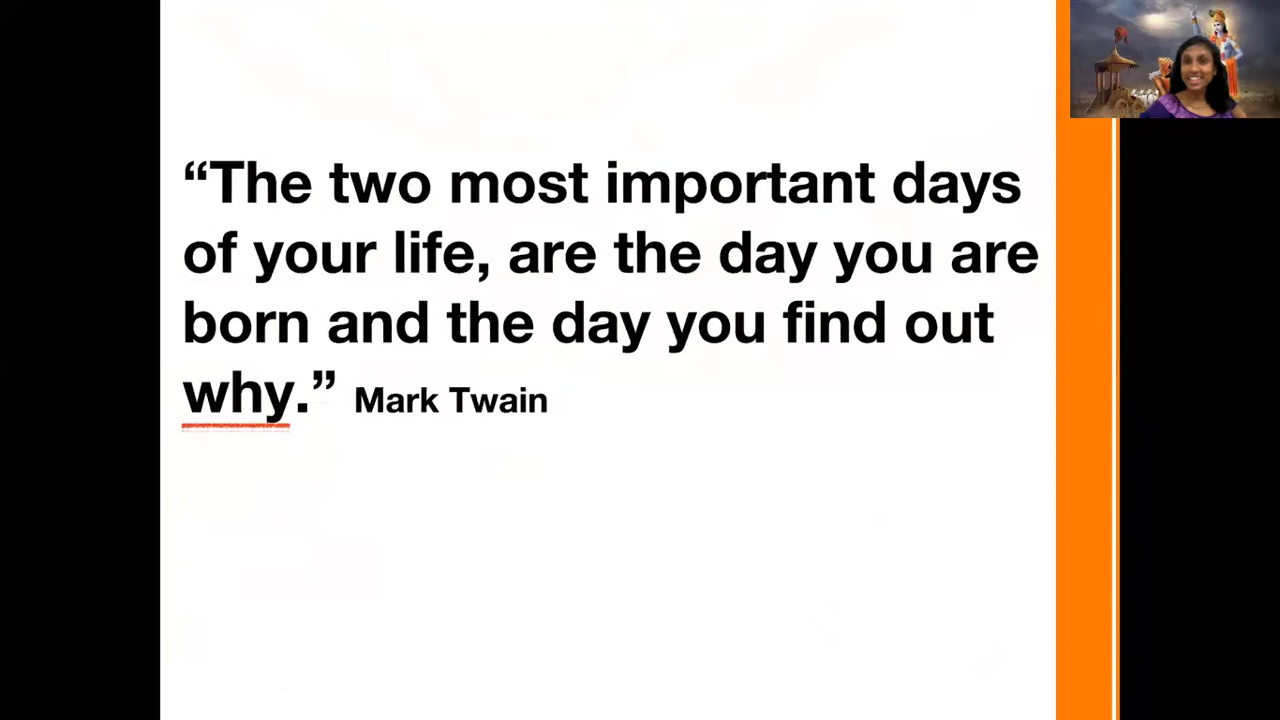 “The two most important days
of your life, are the day you are
born and the day you find out
why.” Mark Twain